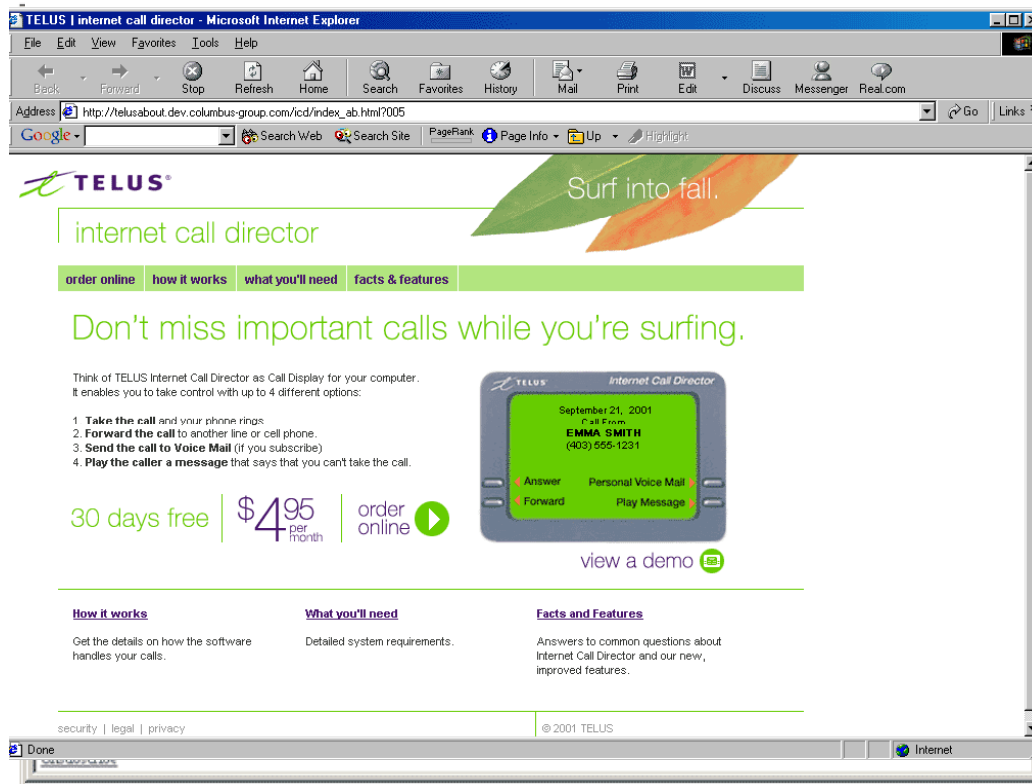 TELUS | internet call director - Microsoft Internet Explorer
File Edit View Favorites Tools Help
Back Forward Stop Refresh Home Search Favorites History Mail Print Edit Discuss Messenger Real.com
Address http://telusabout.dev.columbus-group.com/icd/index_ab.html?005 Go Links
Google Search Web Search Site PageRank Page Info Up Highlight
TELUS®
Surf into fall.
internet call director
order online how it works what you'll need facts & features
Don't miss important calls while you're surfing.
Think of TELUS Internet Call Director as Call Display for your computer.
It enables you to take control with up to 4 different options:
1. Take the call and your phone rings
2. Forward the call to another line or cell phone.
3. Send the call to Voice Mail (if you subscribe)
4. Play the caller a message that says that you can't take the call.
TELUS Internet Call Director
September 21, 2001
Call From
EMMA SMITH
(403) 555-1231
Answer Personal Voice Mail
Forward Play Message
30 days free $4.95 per month order online
view a demo
How it works What you'll need Facts and Features
Get the details on how the software Detailed system requirements. Answers to common questions about
handles your calls. Internet Call Director and our new,
improved features.
security | legal | privacy © 2001 TELUS
Done Internet